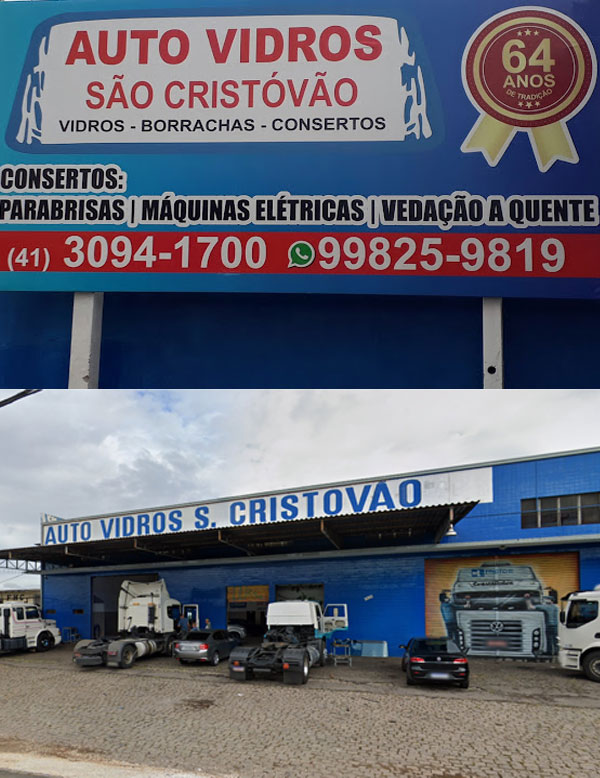 AUTO VIDROS
SÃO CRISTÓVÃO
VIDROS - BORRACHAS - CONSERTOS
64
ANOS
DE TRADIÇÃO
CONSERTOS:
PARABRISAS | MÁQUINAS ELÉTRICAS | VEDAÇÃO A QUENTE
(41) 3094-1700 99825-9819
AUTO VIDROS S. CRISTOVÃO